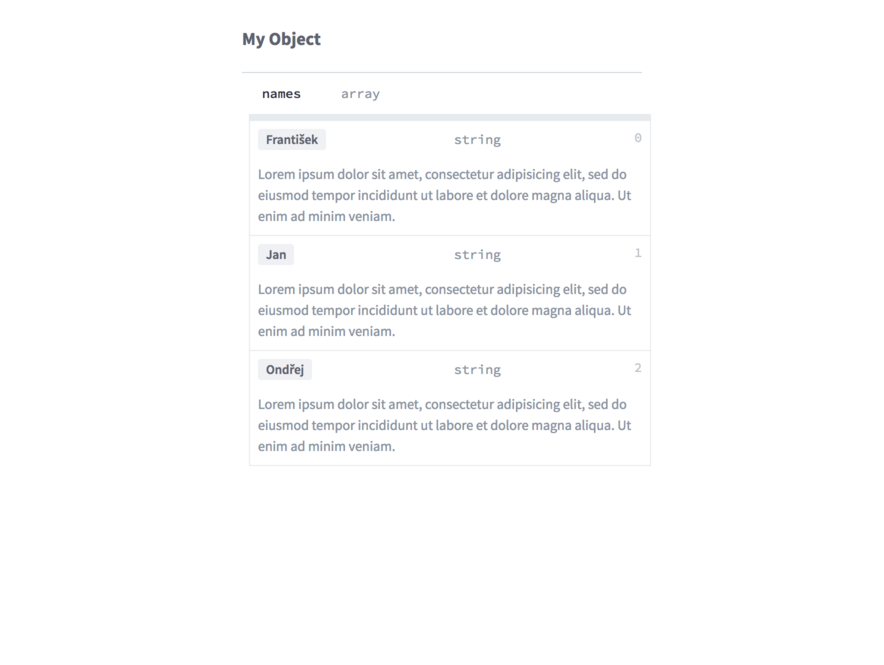 My Object
names array
František string 0
Lorem ipsum dolor sit amet, consectetur adipisicing elit, sed do
eiusmod tempor incididunt ut labore et dolore magna aliqua. Ut
enim ad minim veniam.
Jan string 1
Lorem ipsum dolor sit amet, consectetur adipisicing elit, sed do
eiusmod tempor incididunt ut labore et dolore magna aliqua. Ut
enim ad minim veniam.
Ondřej string 2
Lorem ipsum dolor sit amet, consectetur adipisicing elit, sed do
eiusmod tempor incididunt ut labore et dolore magna aliqua. Ut
enim ad minim veniam.